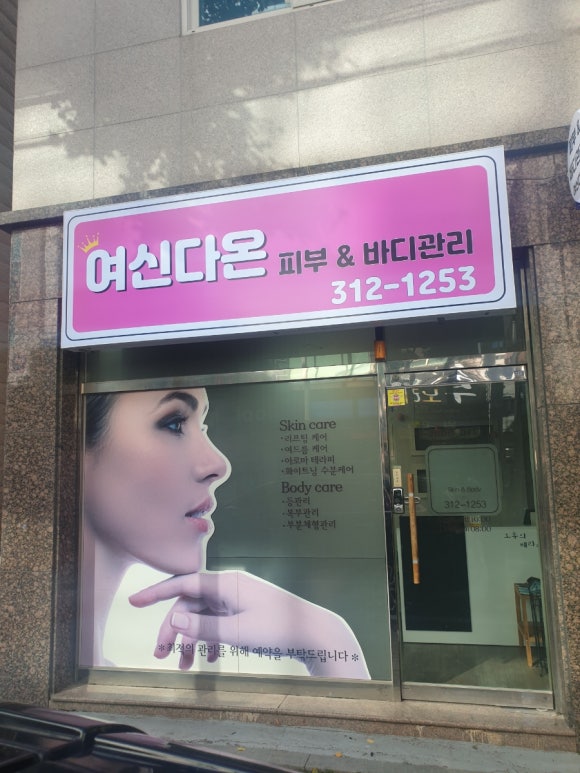 여신다온 피부 & 바디관리
312-1253
Skin care
·리프팅 케어
·여드름 케어
·아로마 테라피
·화이트닝 수분케어
Body care
·등관리
·복부관리
·부분체형관리
*최적의 관리를 위해 예약을 부탁드립니다*
Skin & Body
312-1253